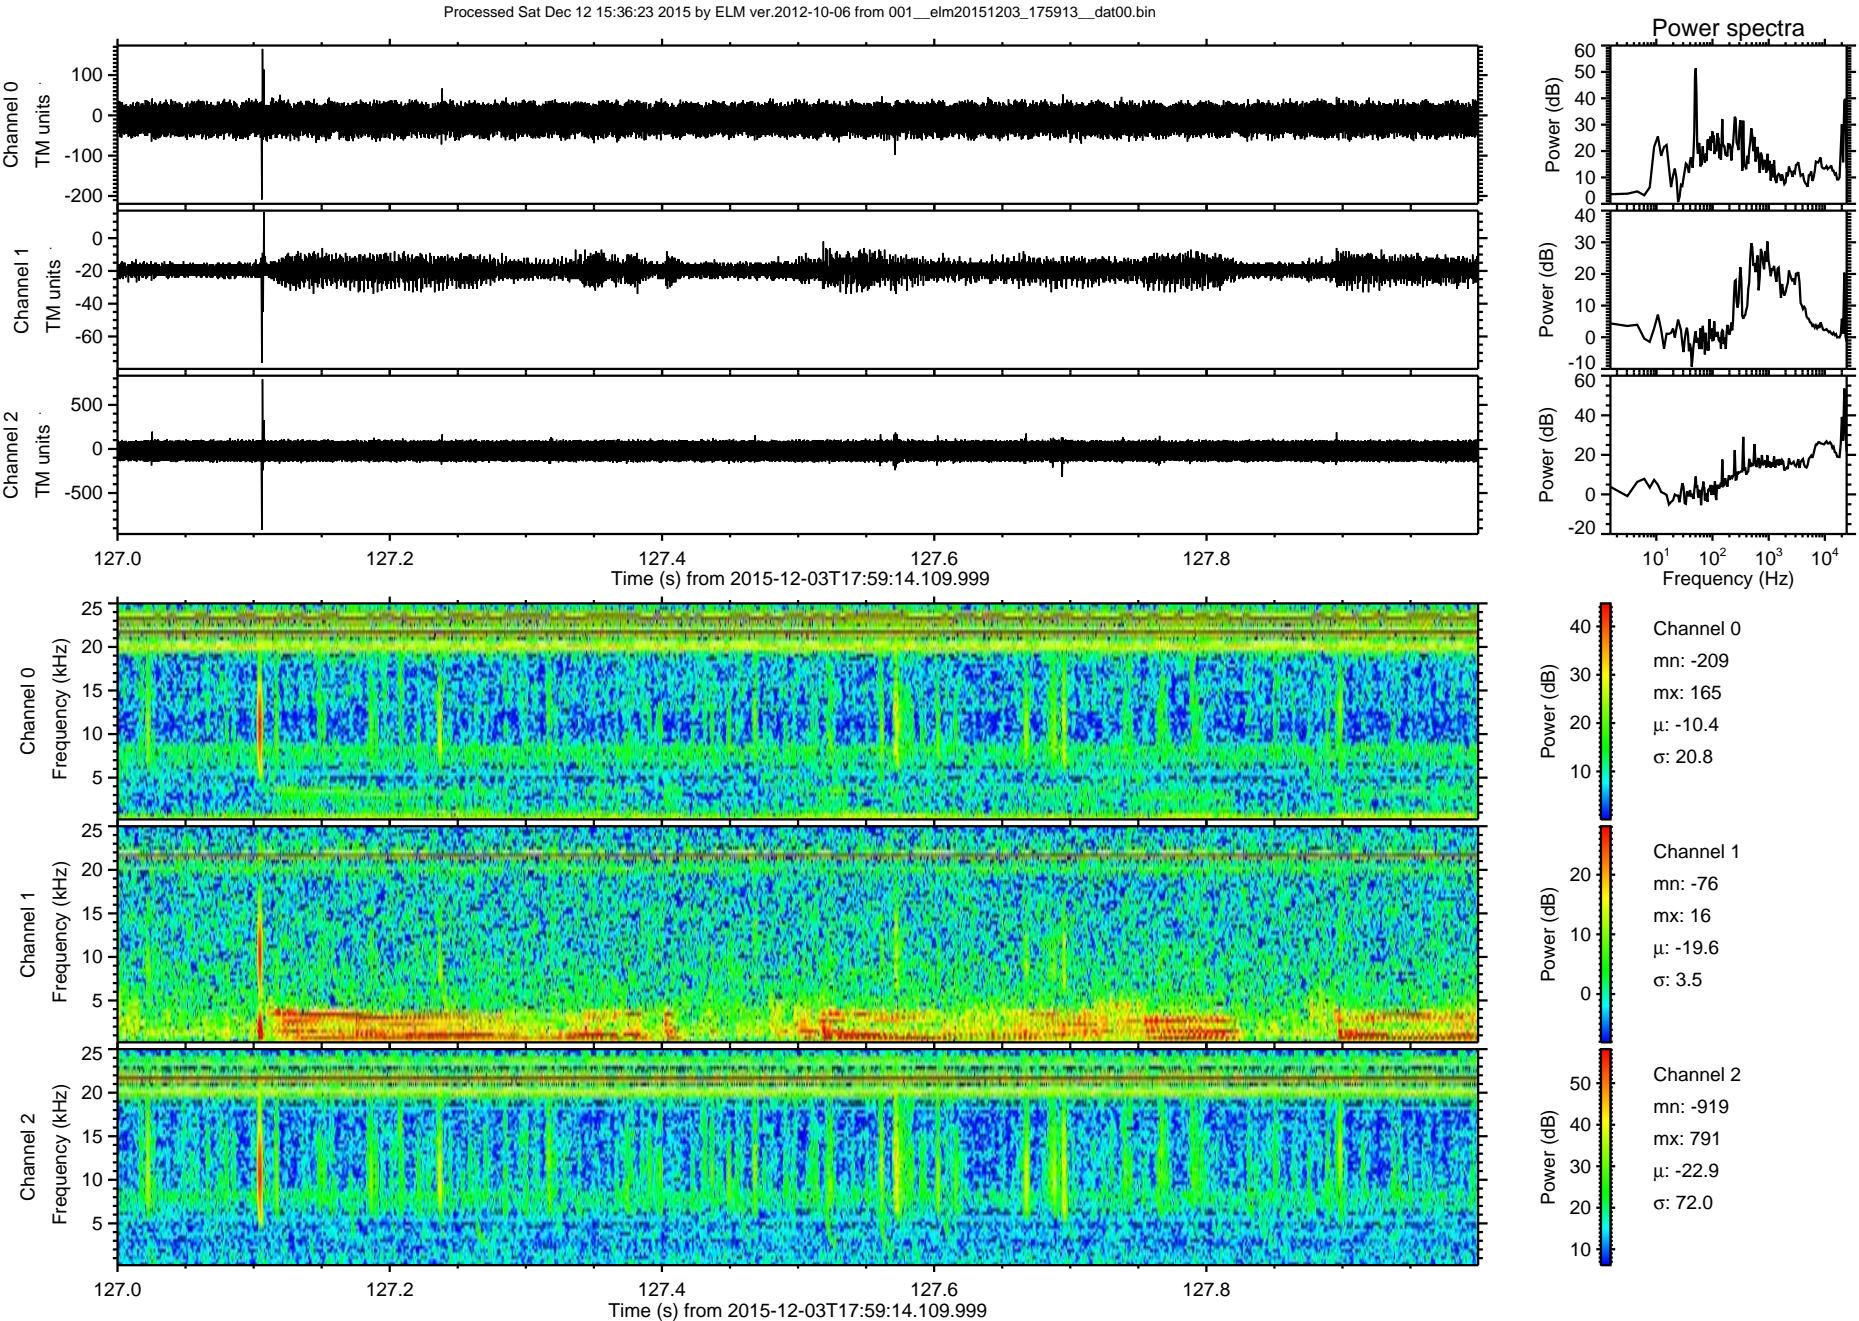 Processed Sat Dec 12 15:36:23 2015 by ELM ver.2012-10-06 from 001__elm20151203_175913__dat00.bin
Power spectra
Channel 0
TM units
100
0
-100
-200
Power (dB)
60
50
40
30
20
10
0
Channel 1
TM units
0
-20
-40
-60
Power (dB)
40
30
20
10
0
-10
Channel 2
TM units
500
0
-500
Power (dB)
60
40
20
0
-20
127.0 127.2 127.4 127.6 127.8
Time (s) from 2015-12-03T17:59:14.109.999
10^1 10^2 10^3 10^4
Frequency (Hz)
Channel 0
Frequency (kHz)
25
20
15
10
5
Power (dB)
40
30
20
10
Channel 0
mn: -209
mx: 165
μ: -10.4
σ: 20.8
Channel 1
Frequency (kHz)
25
20
15
10
5
Power (dB)
20
10
0
Channel 1
mn: -76
mx: 16
μ: -19.6
σ: 3.5
Channel 2
Frequency (kHz)
25
20
15
10
5
Power (dB)
50
40
30
20
10
Channel 2
mn: -919
mx: 791
μ: -22.9
σ: 72.0
127.0 127.2 127.4 127.6 127.8
Time (s) from 2015-12-03T17:59:14.109.999